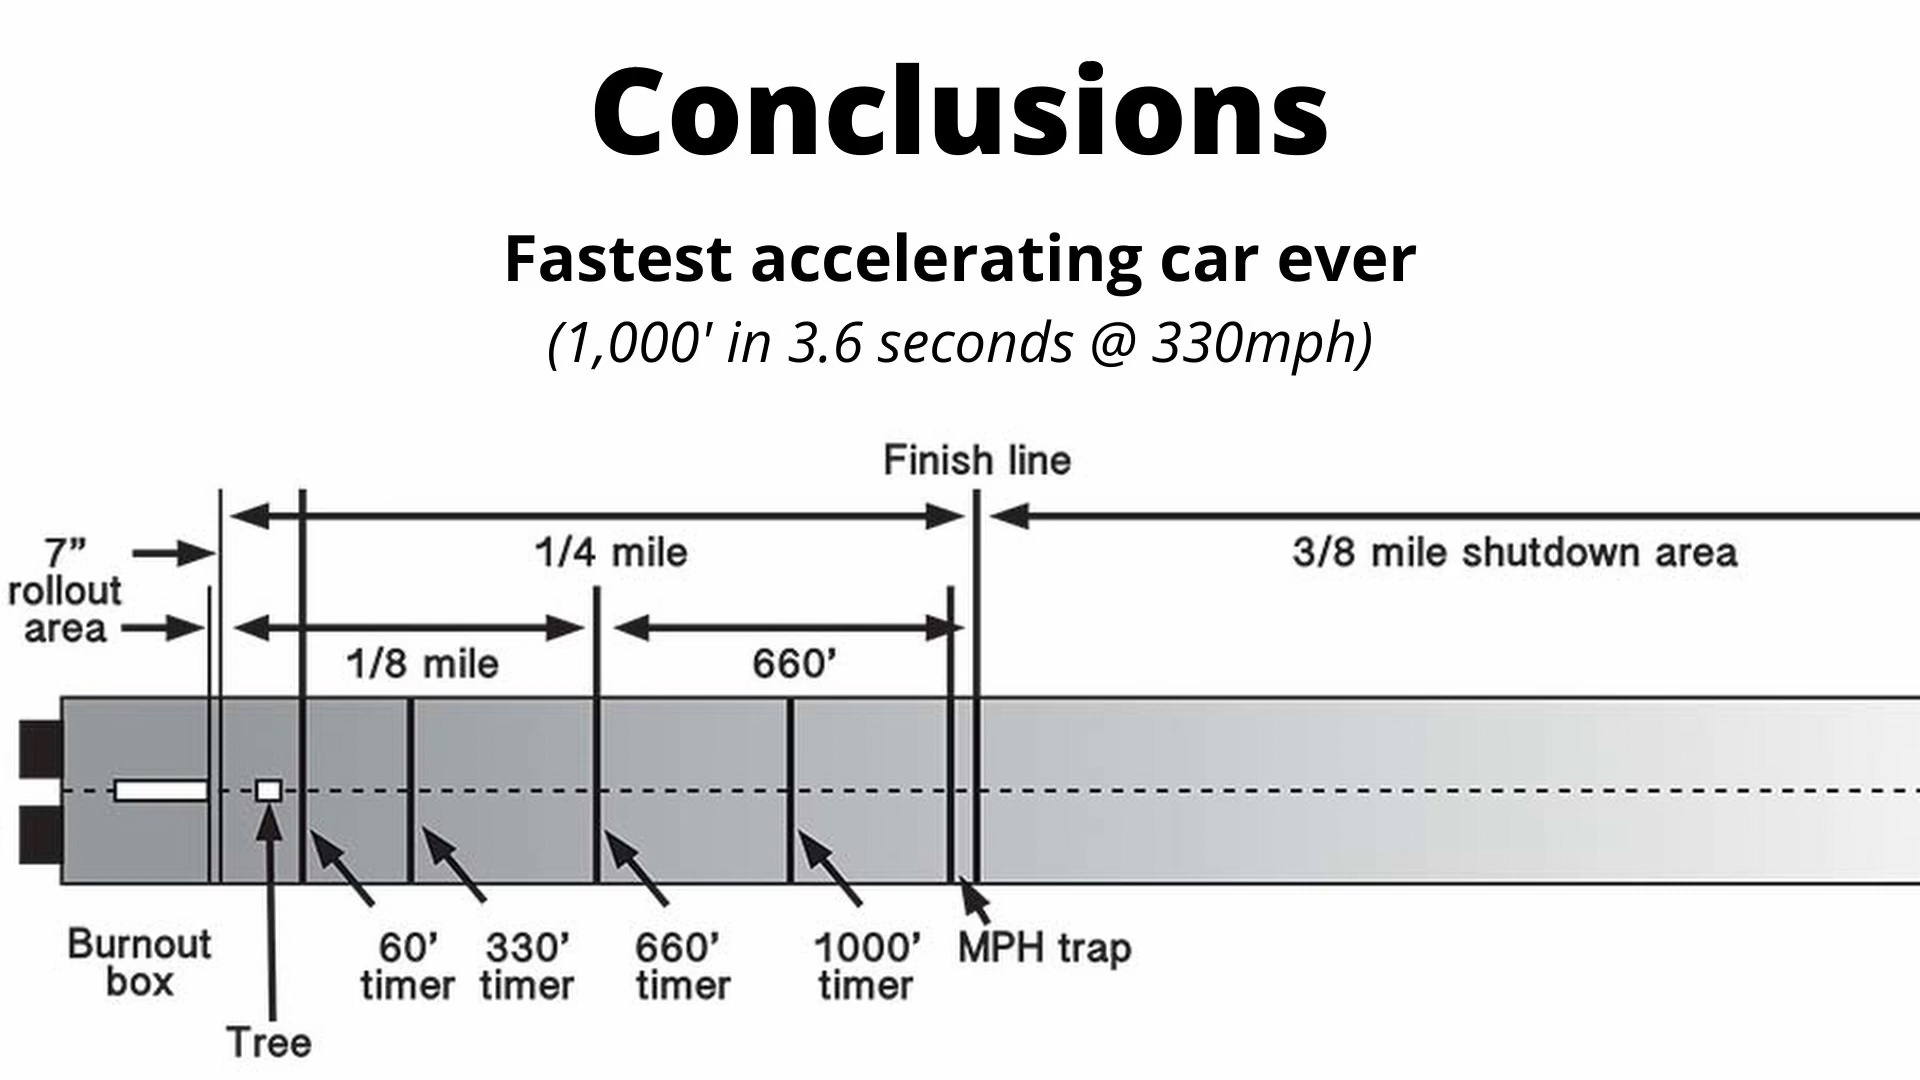 Conclusions
Fastest accelerating car ever
(1,000' in 3.6 seconds @ 330mph)
Finish line
1/4 mile
3/8 mile shutdown area
7”
rollout
area
1/8 mile
660’
Burnout
box
Tree
60’
timer
330’
timer
660’
timer
1000’
timer
MPH trap